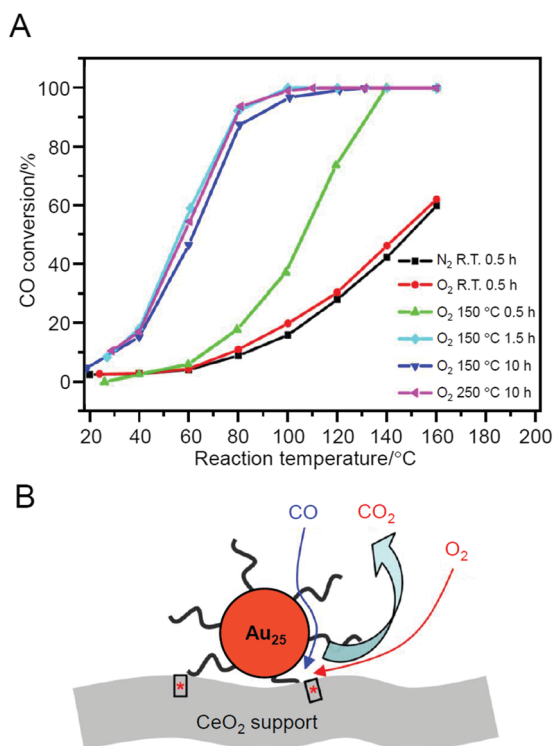 A
CO conversion/%
100
80
60
40
20
0
20 40 60 80 100 120 140 160 180 200
Reaction temperature/°C
N₂ R.T. 0.5 h
O₂ R.T. 0.5 h
O₂ 150 °C 0.5 h
O₂ 150 °C 1.5 h
O₂ 150 °C 10 h
O₂ 250 °C 10 h
B
CO
CO₂
O₂
Au₂₅
* *
CeO₂ support